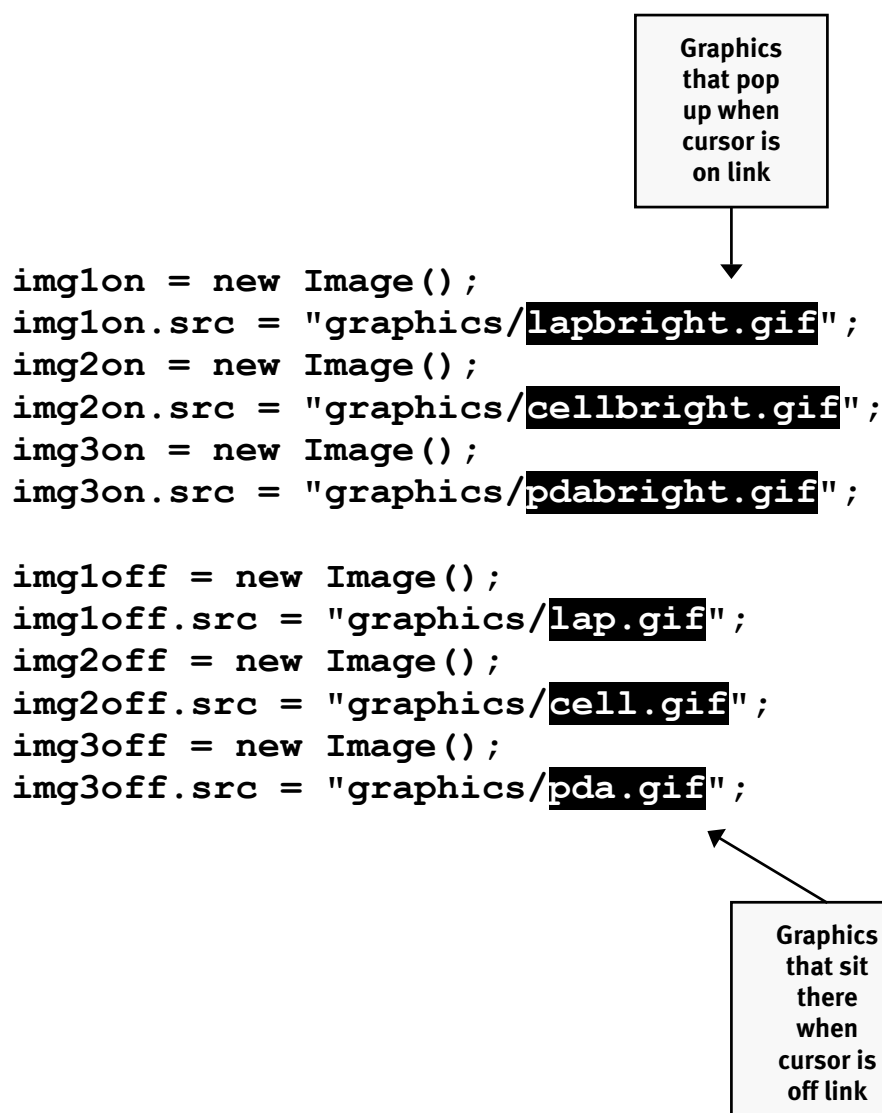 Graphics
that pop
up when
cursor is
on link
img1on = new Image();
img1on.src = "graphics/lapbright.gif";
img2on = new Image();
img2on.src = "graphics/cellbright.gif";
img3on = new Image();
img3on.src = "graphics/pdabright.gif";
img1off = new Image();
img1off.src = "graphics/lap.gif";
img2off = new Image();
img2off.src = "graphics/cell.gif";
img3off = new Image();
img3off.src = "graphics/pda.gif";
Graphics
that sit
there
when
cursor is
off link